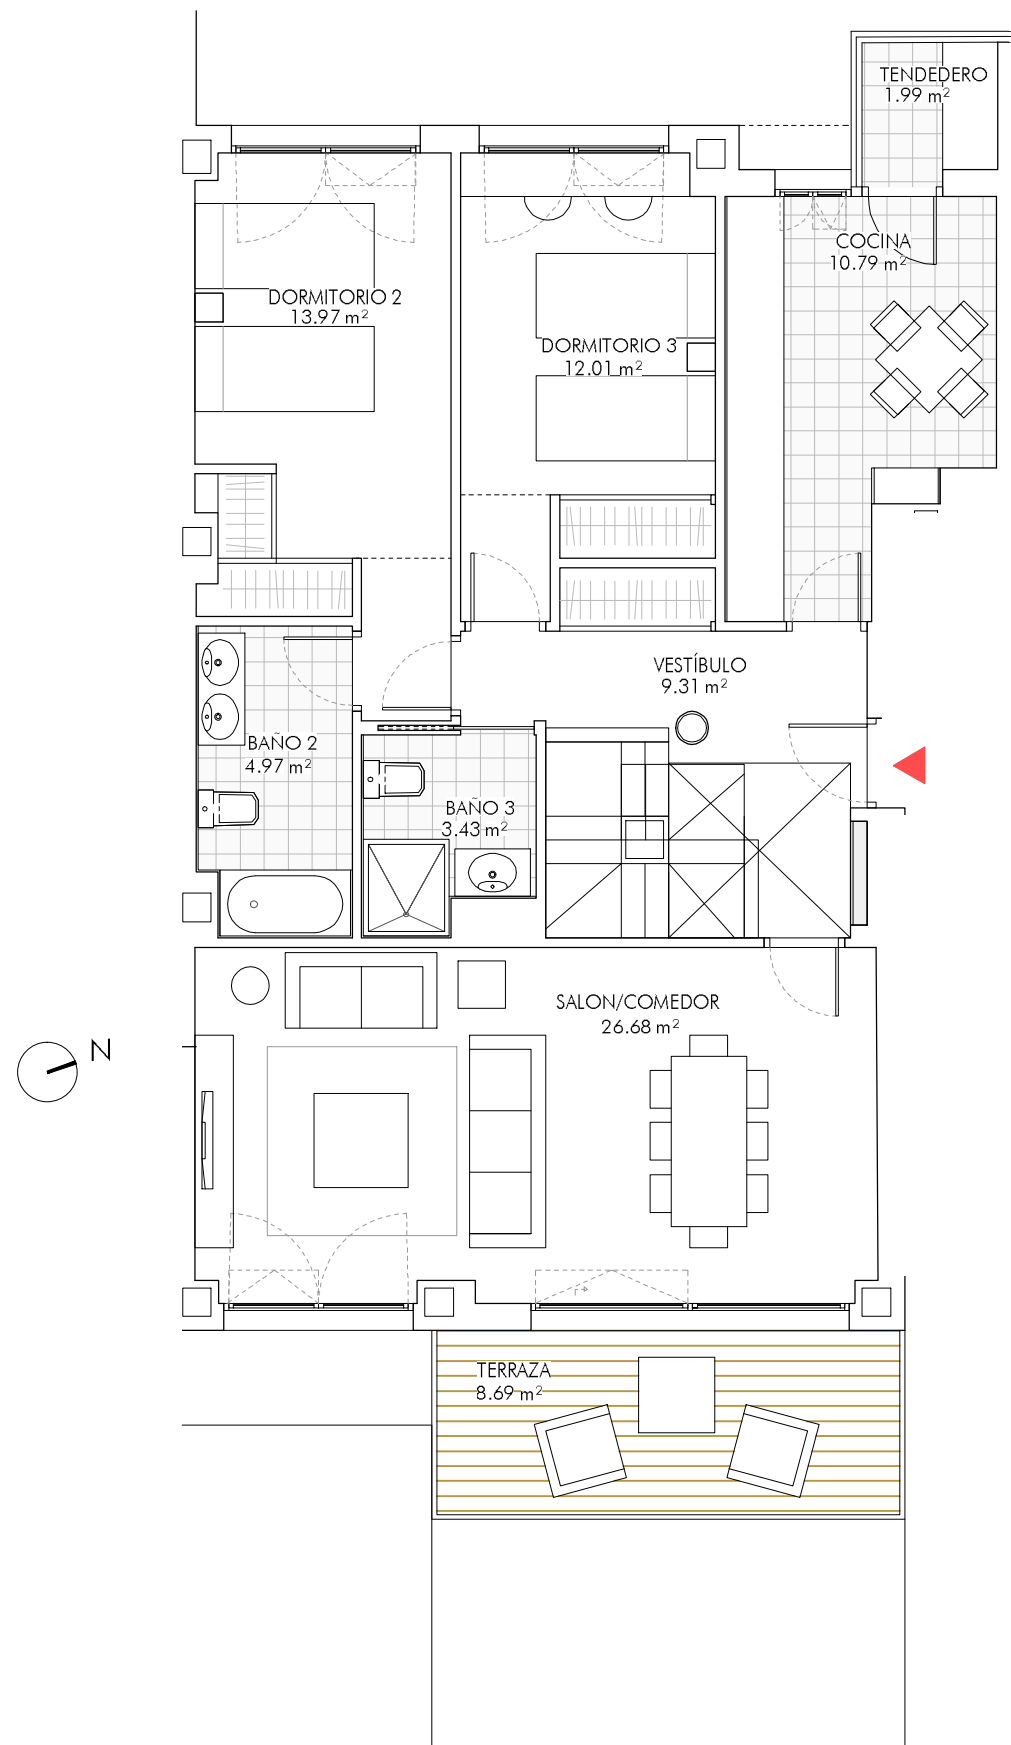 TENDEDERO
1.99 m²
COCINA
10.79 m²
DORMITORIO 2
13.97 m²
DORMITORIO 3
12.01 m²
VESTÍBULO
9.31 m²
BAÑO 2
4.97 m²
BAÑO 3
3.43 m²
SALON/COMEDOR
26.68 m²
N
TERRAZA
8.69 m²